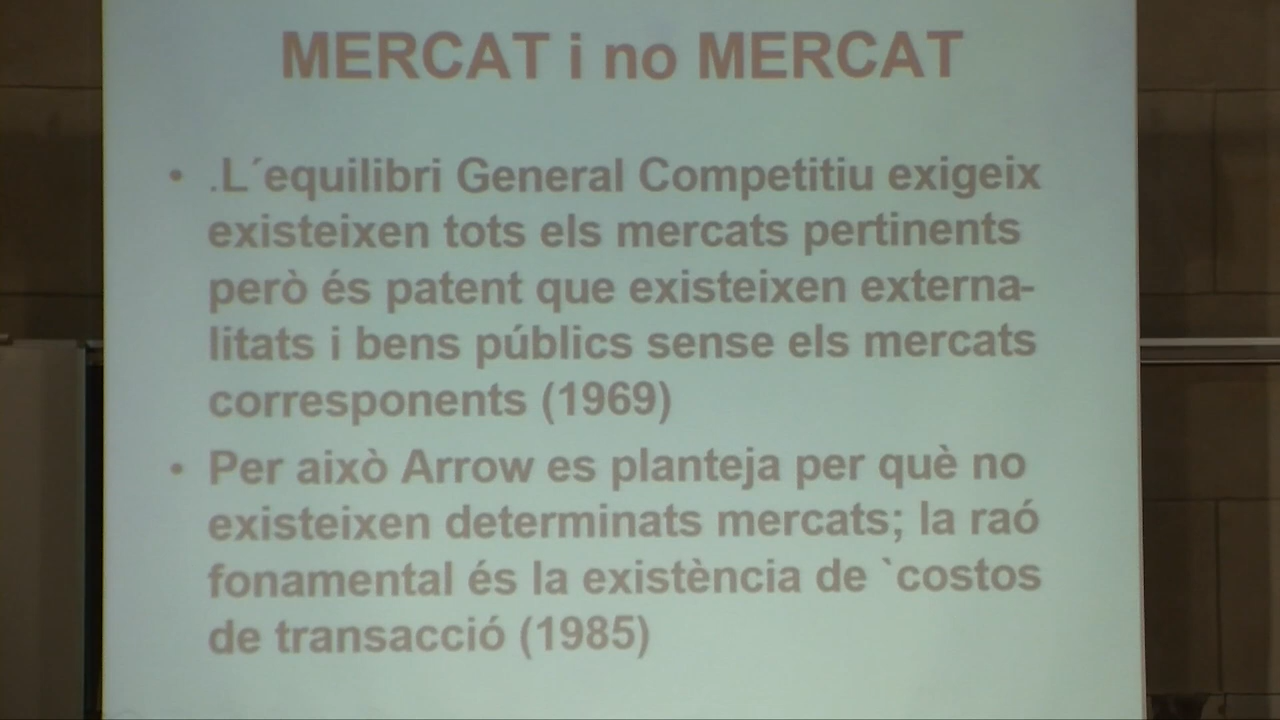 MERCAT i no MERCAT
• .L´equilibri General Competitiu exigeix
existeixen tots els mercats pertinents
però és patent que existeixen externa-
litats i bens públics sense els mercats
corresponents (1969)
• Per això Arrow es planteja per què no
existeixen determinats mercats; la raó
fonamental és la existència de `costos
de transacció (1985)